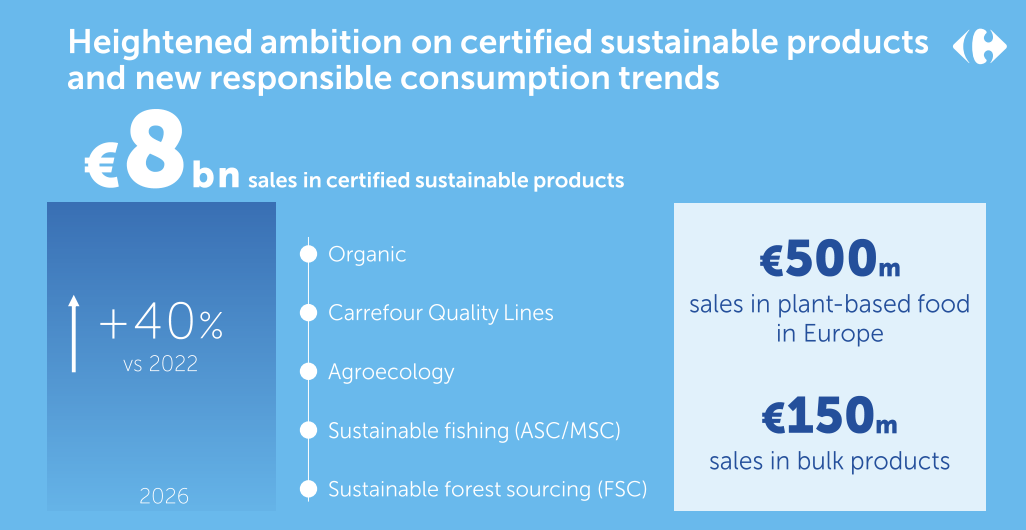 Heightened ambition on certified sustainable products
and new responsible consumption trends
€8bn sales in certified sustainable products
+40%
vs 2022
2026
Organic
Carrefour Quality Lines
Agroecology
Sustainable fishing (ASC/MSC)
Sustainable forest sourcing (FSC)
€500m
sales in plant-based food
in Europe
€150m
sales in bulk products